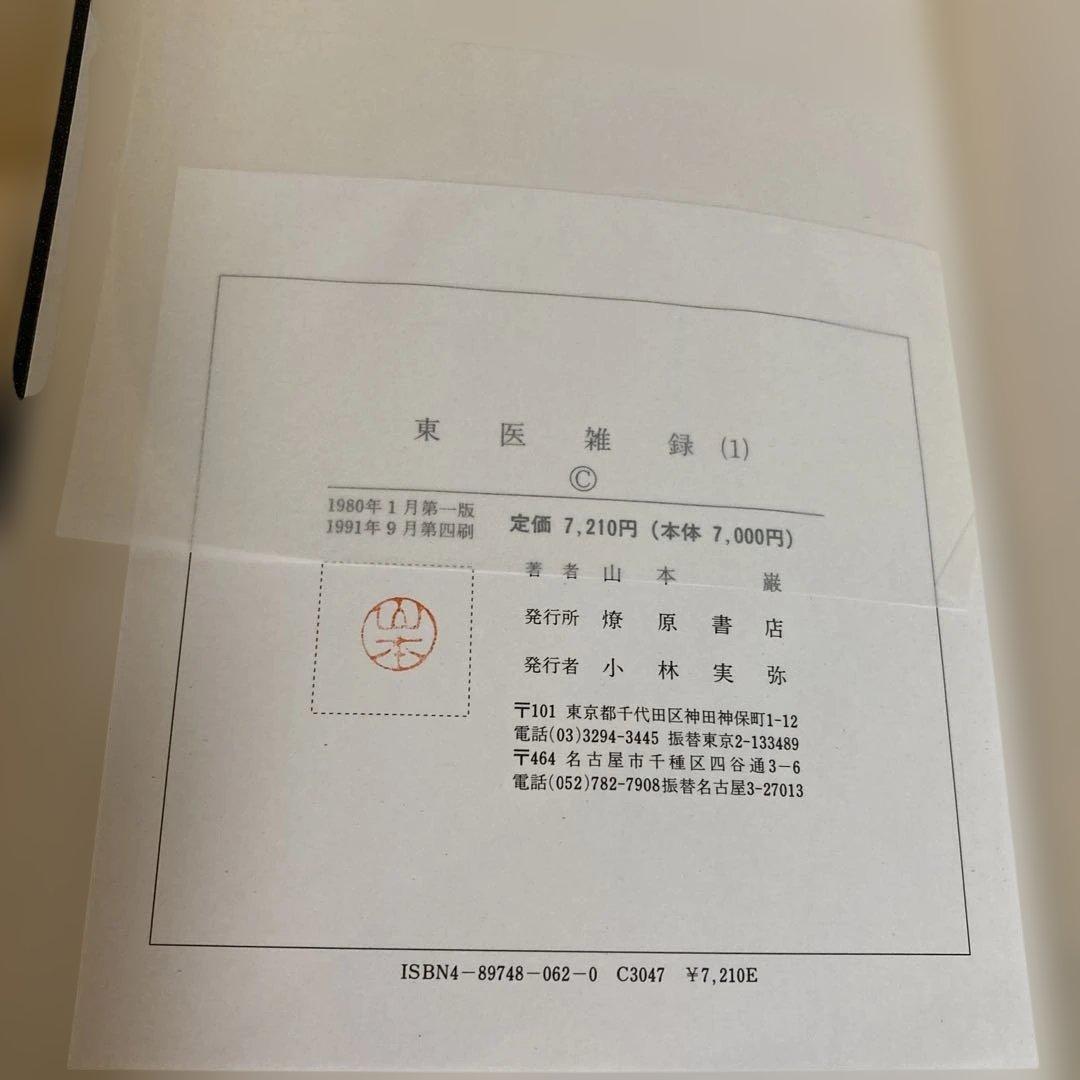 東医雑録(1)
©
1980年1月第一版
1991年9月第四刷
定価 7,210円(本体 7,000円)
著者 山本 巌
発行所 燎原書店
発行者 小林実弥
山本
〒101 東京都千代田区神田神保町1-12
電話(03)3294-3445 振替東京2-133489
〒464 名古屋市千種区四谷通3-6
電話(052)782-7908振替名古屋3-27013
ISBN4-89748-062-0 C3047 ¥7,210E